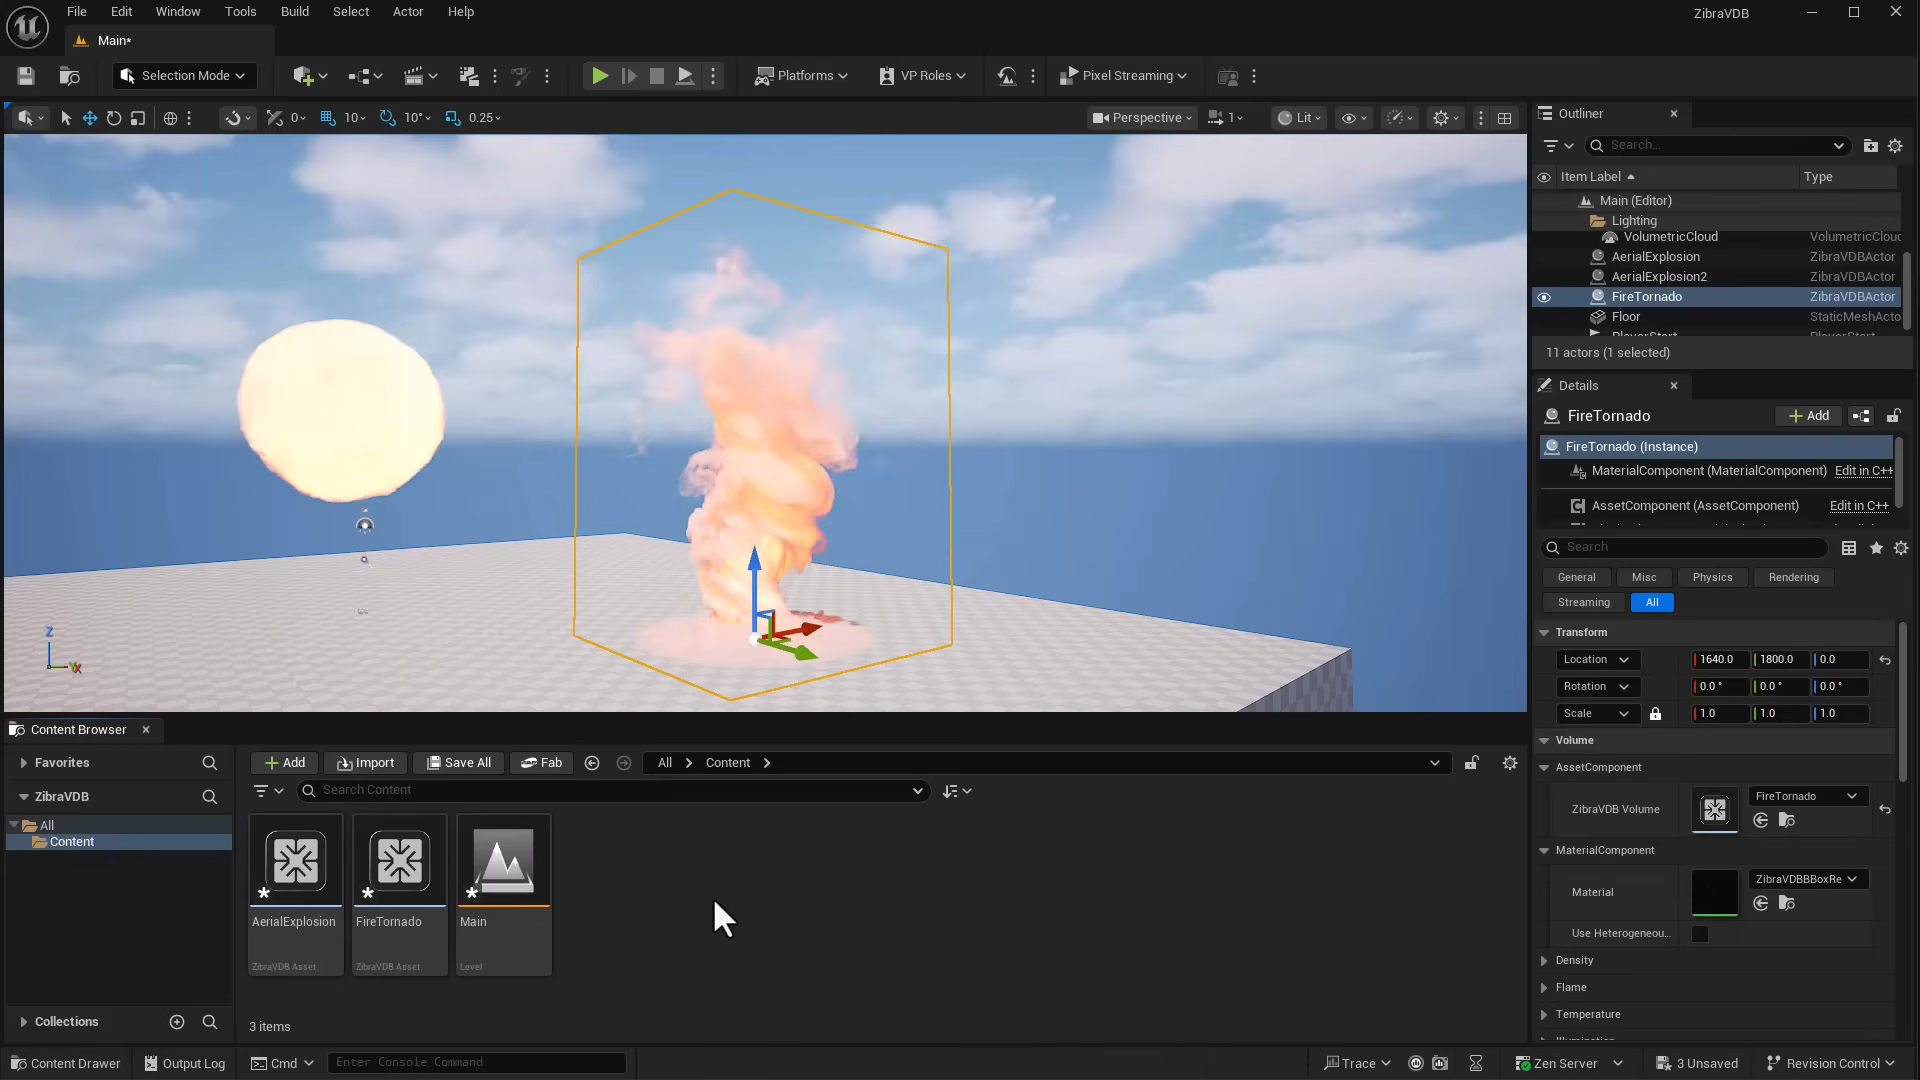 File Edit Window Tools Build Select Actor Help
ZibraVDB
Main*
Selection Mode
Platforms
VP Roles
Pixel Streaming
0
10
10°
0.25
Perspective
1
Lit
Z
Outliner
Search...
Item Label
Type
Main (Editor)
Lighting
VolumetricCloud VolumetricCloud
AerialExplosion ZibraVDBActor
AerialExplosion2 ZibraVDBActor
FireTornado ZibraVDBActor
Floor StaticMeshActo
PlayerStart PlayerStart
11 actors (1 selected)
Details
FireTornado
Add
FireTornado (Instance)
MaterialComponent (MaterialComponent) Edit in C++
AssetComponent (AssetComponent) Edit in C++
Search
General Misc Physics Rendering
Streaming All
Transform
Location 1640.0 1800.0 0.0
Rotation 0.0 ° 0.0 ° 0.0 °
Scale 1.0 1.0 1.0
Volume
AssetComponent
ZibraVDB Volume
FireTornado
MaterialComponent
Material
ZibraVDBBBoxRe
Use Heterogeneou...
Density
Flame
Temperature
Content Browser
Favorites
ZibraVDB
All
Content
Collections
Add Import Save All Fab All Content
Search Content
AerialExplosion
ZibraVDB Asset
FireTornado
ZibraVDB Asset
Main
Level
3 items
Content Drawer Output Log Cmd Enter Console Command
Trace Zen Server 3 Unsaved Revision Control